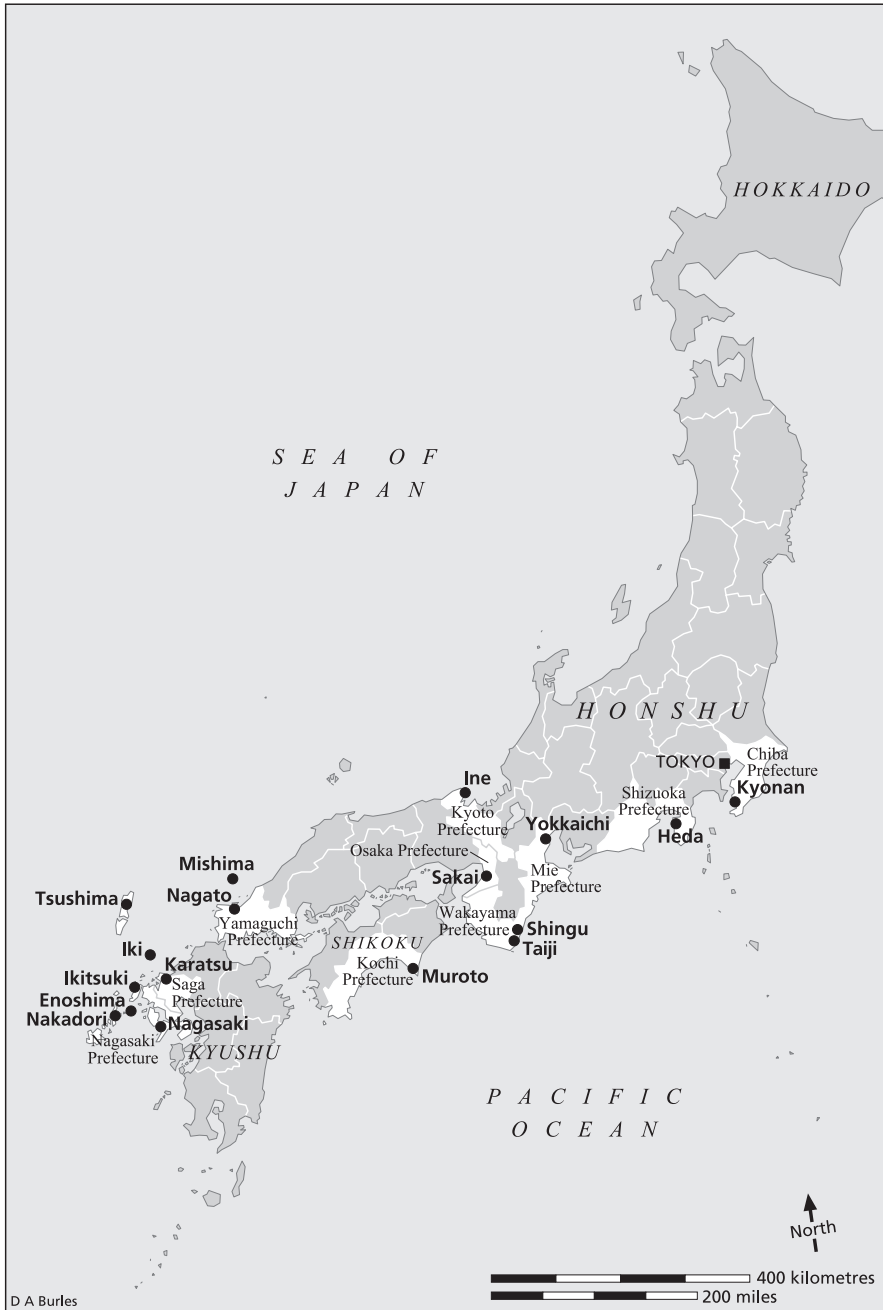 HOKKAIDO
SEA OF
JAPAN
HONSHU
TOKYO
Chiba
Prefecture
Kyonan
Shizuoka
Prefecture
Heda
Ine
Kyoto
Prefecture
Yokkaichi
Osaka Prefecture
Mie
Prefecture
Sakai
Mishima
Nagato
Yamaguchi
Prefecture
Tsushima
Wakayama
Prefecture
Shingu
Taiji
SHIKOKU
Kochi
Prefecture
Muroto
Iki
Karatsu
Saga
Prefecture
Ikitsuki
Enoshima
Nakadori
Nagasaki
Nagasaki
Prefecture
KYUSHU
PACIFIC
OCEAN
North
400 kilometres
200 miles
D A Burles